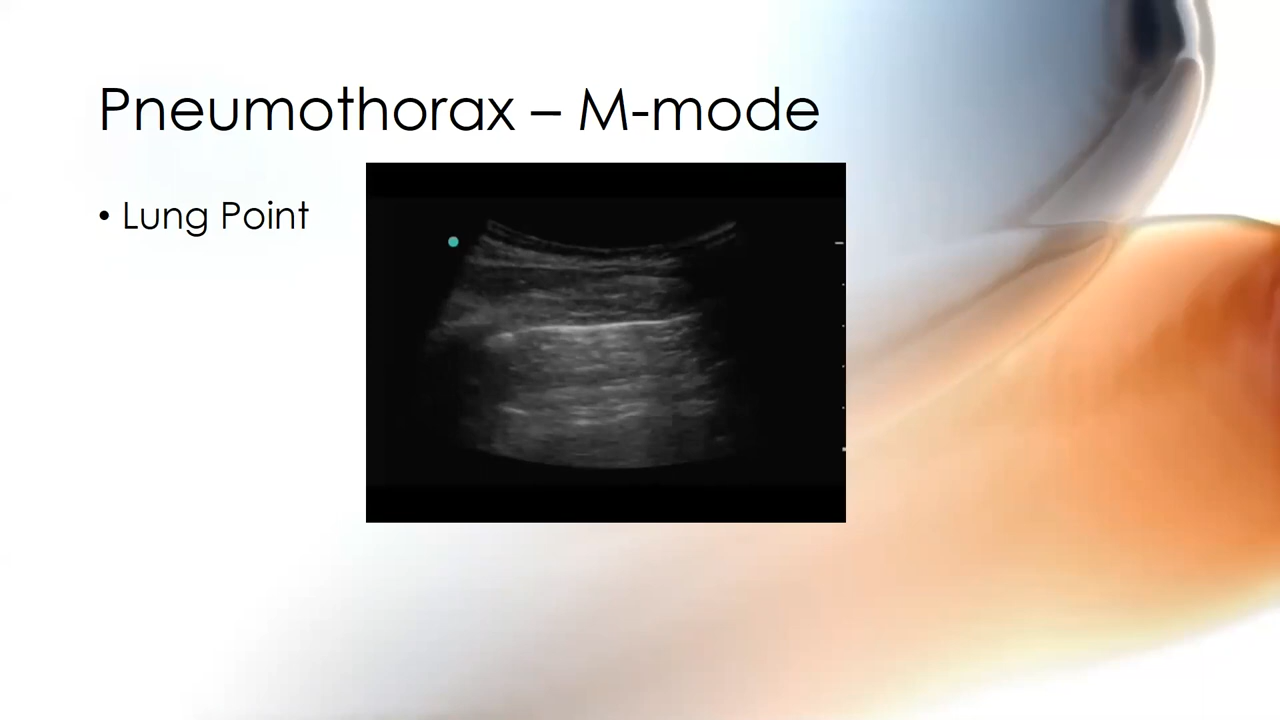 Pneumothorax – M-mode
• Lung Point